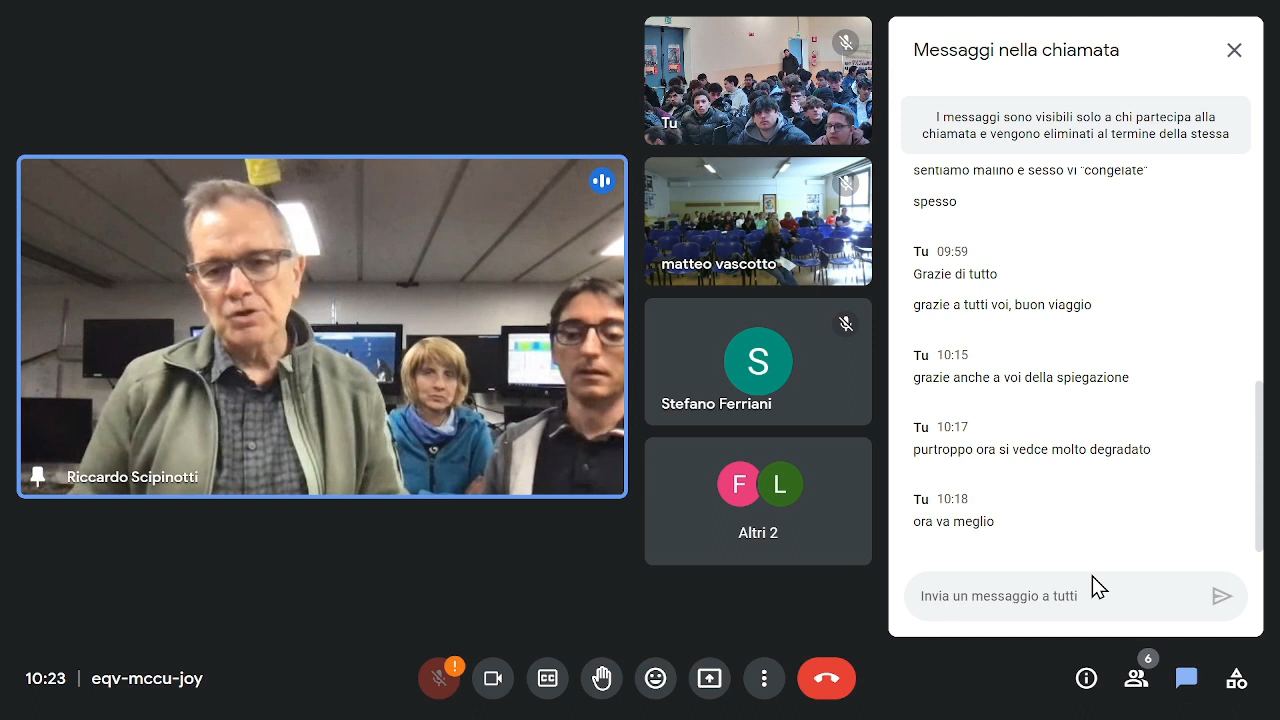 Tu
matteo vascotto
Riccardo Scipinotti
S
Stefano Ferriani
F L
Altri 2
Messaggi nella chiamata
I messaggi sono visibili solo a chi partecipa alla
chiamata e vengono eliminati al termine della stessa
sentiamo malino e sesso vi "congelate"
spesso
Tu 09:59
Grazie di tutto
grazie a tutti voi, buon viaggio
Tu 10:15
grazie anche a voi della spiegazione
Tu 10:17
purtroppo ora si vedce molto degradato
Tu 10:18
ora va meglio
Invia un messaggio a tutti
10:23 | eqv-mccu-joy
!
CC
6